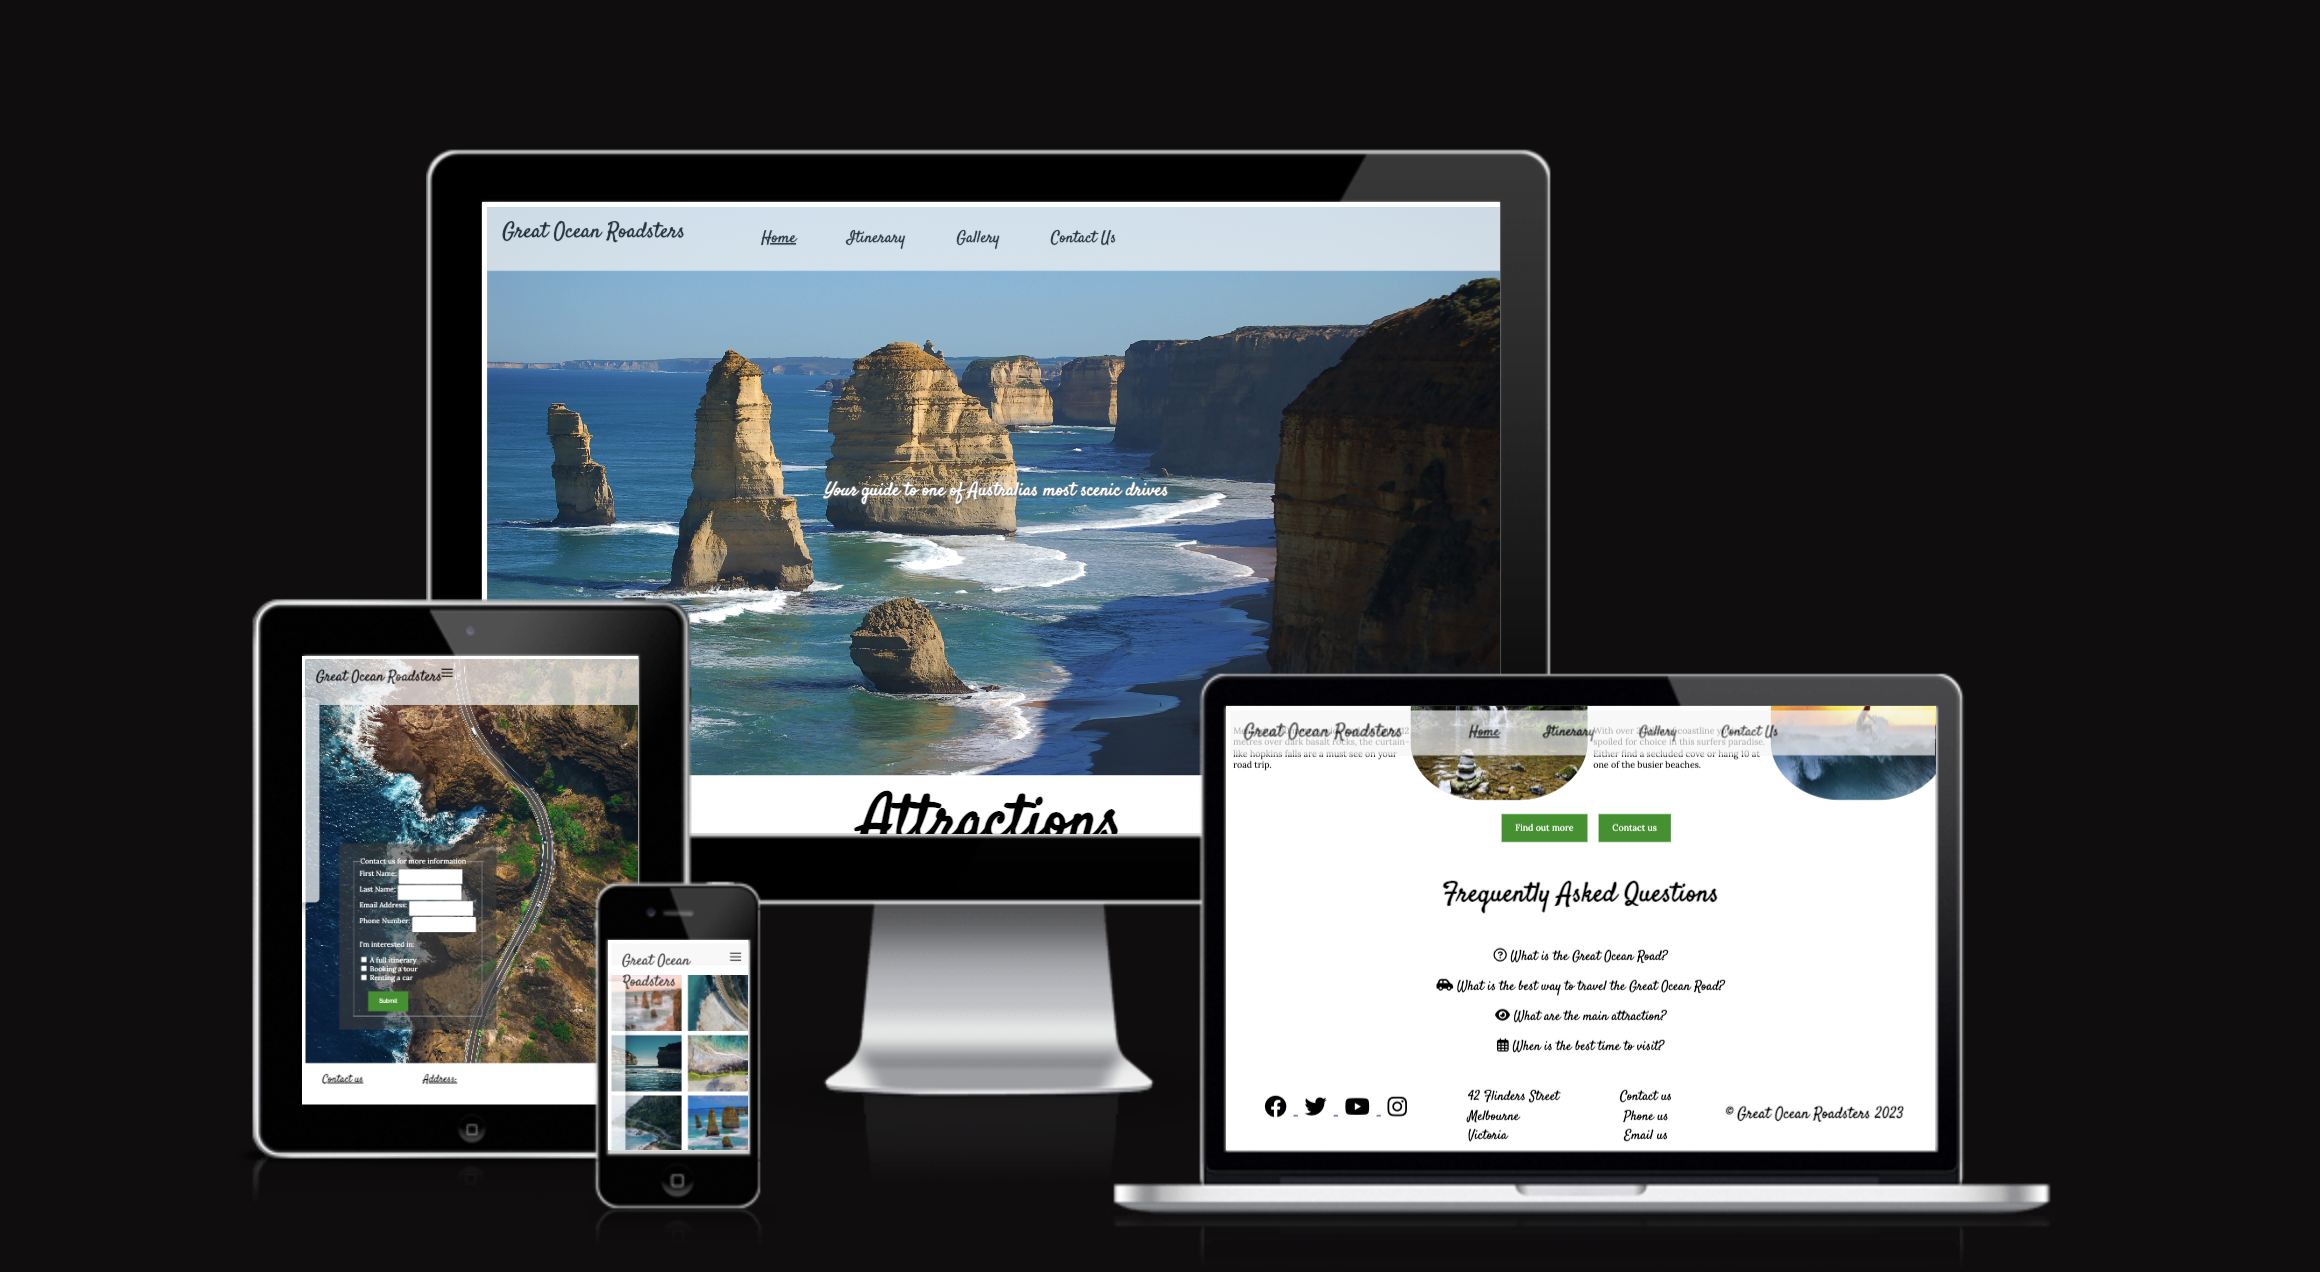 Great Ocean Roadsters
Home Itinerary Gallery Contact Us
Your guide to one of Australias most scenic drives
Attractions
Great Ocean Roadsters
Contact us for more information
First Name:
Last Name:
Email Address:
Phone Number:
I'm interested in:
A full itinerary
Booking a tour
Renting a car
Submit
Contact us Address:
Great Ocean
Roadsters
Great Ocean Roadsters
Home Itinerary Gallery Contact Us
metres over dark basalt rocks, the curtain-
like hopkins falls are a must see on your
road trip.
With over coastline
spoiled for choice in this surfers paradise.
Either find a secluded cove or hang 10 at
one of the busier beaches.
Find out more Contact us
Frequently Asked Questions
What is the Great Ocean Road?
What is the best way to travel the Great Ocean Road?
What are the main attraction?
When is the best time to visit?
42 Flinders Street
Melbourne
Victoria
Contact us
Phone us
Email us
© Great Ocean Roadsters 2023